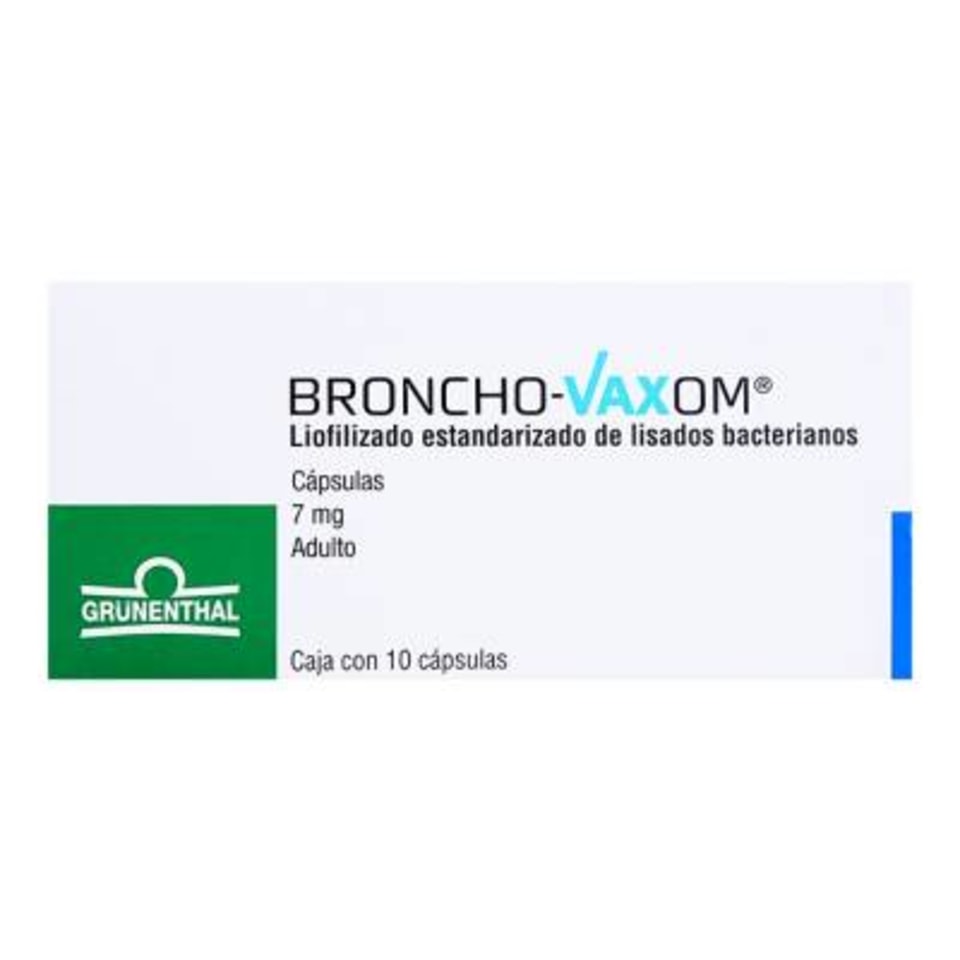 BRONCHO-VAXOM®
Liofilizado estandarizado de lisados bacterianos
Cápsulas
7 mg
Adulto
GRUNENTHAL
Caja con 10 cápsulas